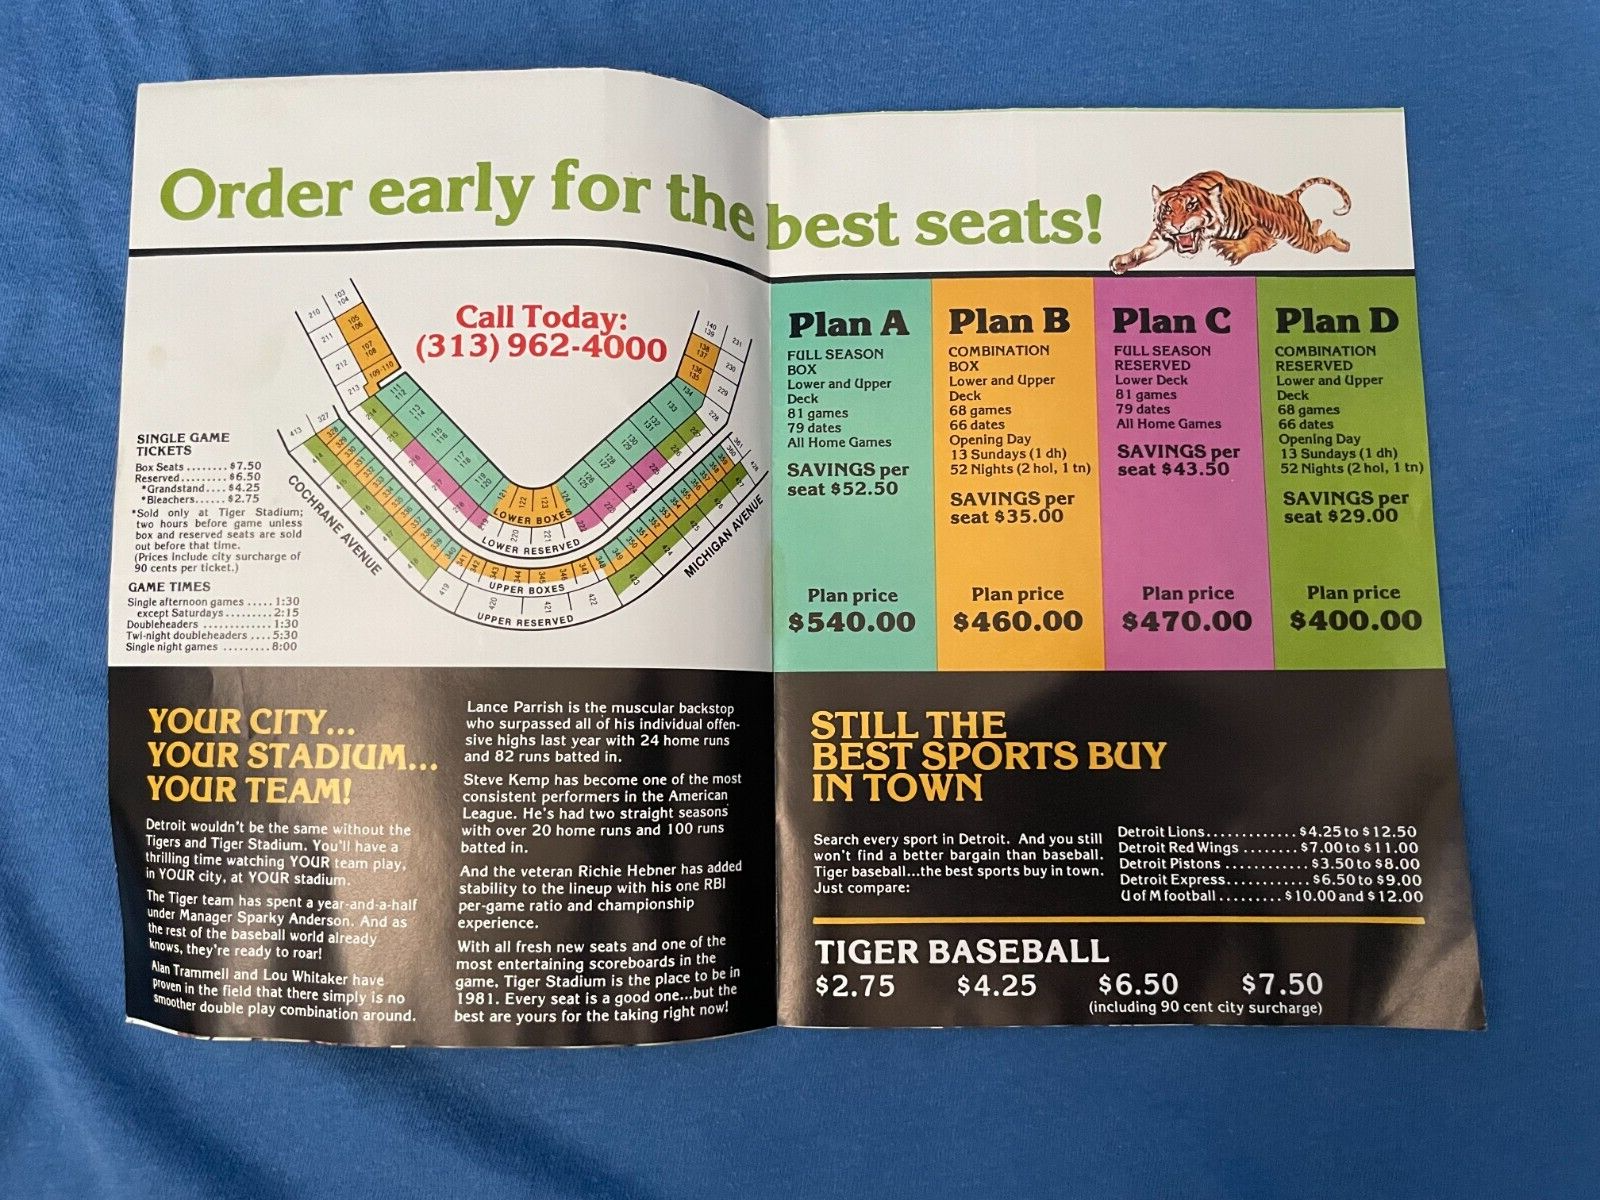 Order early for the best seats!
Call Today:
(313) 962-4000
SINGLE GAME
TICKETS
Box Seats ........ $7.50
Reserved ......... $6.50
*Grandstand .... $4.25
*Bleachers ...... $2.75
*Sold only at Tiger Stadium;
two hours before game unless
box and reserved seats are sold
out before that time.
(Prices include city surcharge of
90 cents per ticket.)
GAME TIMES
Single afternoon games ..... 1:30
except Saturdays ........ 2:15
Doubleheaders ............ 1:30
Twi-night doubleheaders .... 5:30
Single night games ......... 8:00
COCHRANE AVENUE
MICHIGAN AVENUE
LOWER BOXES
LOWER RESERVED
UPPER BOXES
UPPER RESERVED
Plan A
FULL SEASON
BOX
Lower and Upper
Deck
81 games
79 dates
All Home Games
SAVINGS per
seat $52.50
Plan price
$540.00
Plan B
COMBINATION
BOX
Lower and Upper
Deck
68 games
66 dates
Opening Day
13 Sundays (1 dh)
52 Nights (2 hol, 1 tn)
SAVINGS per
seat $35.00
Plan price
$460.00
Plan C
FULL SEASON
RESERVED
Lower Deck
81 games
79 dates
All Home Games
SAVINGS per
seat $43.50
Plan price
$470.00
Plan D
COMBINATION
RESERVED
Lower and Upper
Deck
68 games
66 dates
Opening Day
13 Sundays (1 dh)
52 Nights (2 hol, 1 tn)
SAVINGS per
seat $29.00
Plan price
$400.00
YOUR CITY...
YOUR STADIUM...
YOUR TEAM!
Detroit wouldn't be the same without the
Tigers and Tiger Stadium. You'll have a
thrilling time watching YOUR team play,
in YOUR city, at YOUR stadium.
The Tiger team has spent a year-and-a-half
under Manager Sparky Anderson. And as
the rest of the baseball world already
knows, they're ready to roar!
Alan Trammell and Lou Whitaker have
proven in the field that there simply is no
smoother double play combination around.
Lance Parrish is the muscular backstop
who surpassed all of his individual offen-
sive highs last year with 24 home runs
and 82 runs batted in.
Steve Kemp has become one of the most
consistent performers in the American
League. He's had two straight seasons
with over 20 home runs and 100 runs
batted in.
And the veteran Richie Hebner has added
stability to the lineup with his one RBI
per-game ratio and championship
experience.
With all fresh new seats and one of the
most entertaining scoreboards in the
game, Tiger Stadium is the place to be in
1981. Every seat is a good one...but the
best are yours for the taking right now!
STILL THE
BEST SPORTS BUY
IN TOWN
Search every sport in Detroit. And you still
won't find a better bargain than baseball.
Tiger baseball...the best sports buy in town.
Just compare:
Detroit Lions ............. $4.25 to $12.50
Detroit Red Wings ........ $7.00 to $11.00
Detroit Pistons ............ $3.50 to $8.00
Detroit Express ............ $6.50 to $9.00
U of M football ......... $10.00 and $12.00
TIGER BASEBALL
$2.75 $4.25 $6.50 $7.50
(including 90 cent city surcharge)